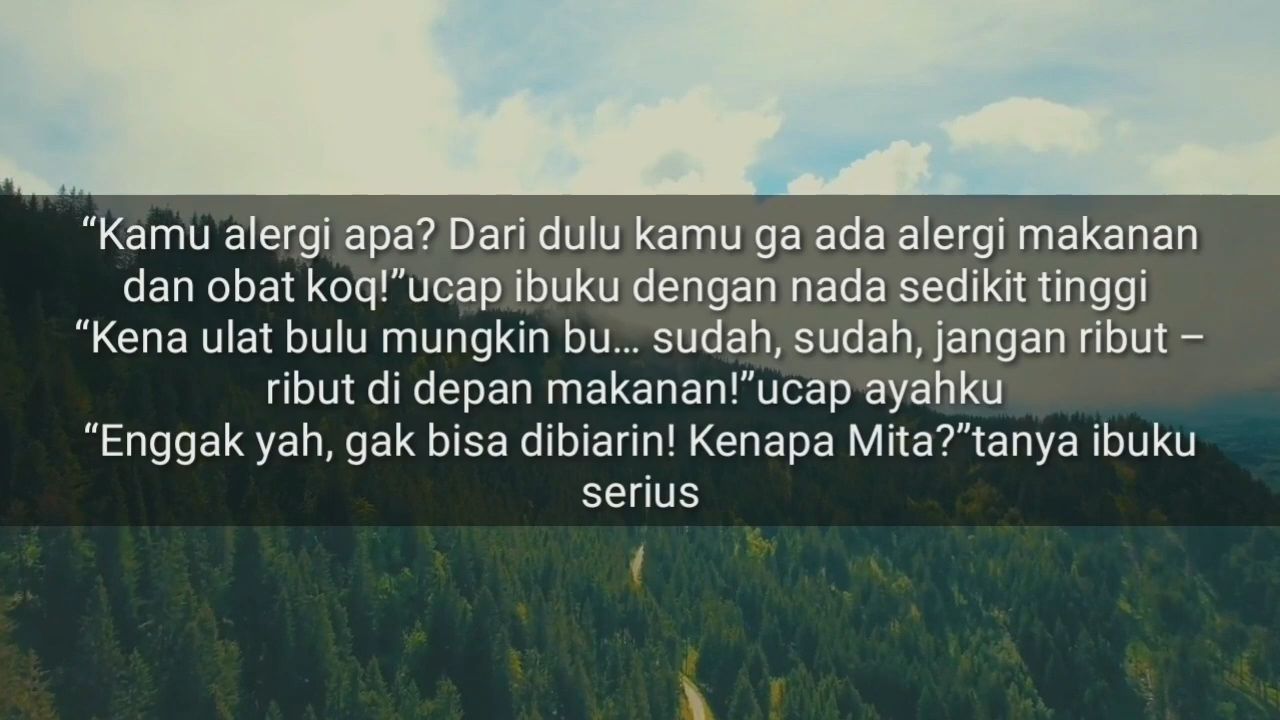 “Kamu alergi apa? Dari dulu kamu ga ada alergi makanan
dan obat koq!”ucap ibuku dengan nada sedikit tinggi
“Kena ulat bulu mungkin bu… sudah, sudah, jangan ribut –
ribut di depan makanan!”ucap ayahku
“Enggak yah, gak bisa dibiarin! Kenapa Mita?”tanya ibuku
serius